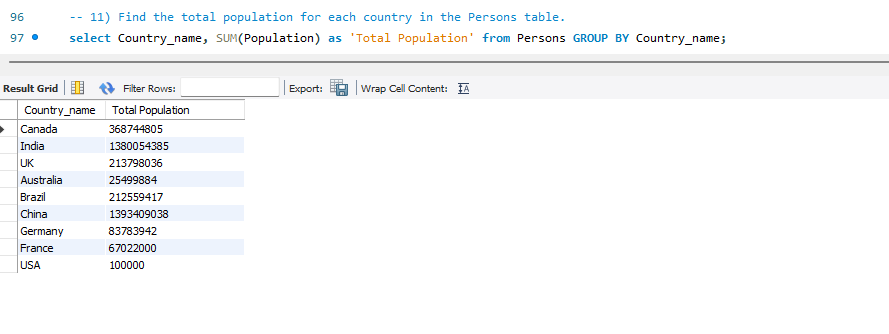 96 -- 11) Find the total population for each country in the Persons table.
97 select Country_name, SUM(Population) as 'Total Population' from Persons GROUP BY Country_name;
Result Grid Filter Rows: Export: Wrap Cell Content:
Country_name Total Population
Canada 368744805
India 1380054385
UK 213798036
Australia 25499884
Brazil 212559417
China 1393409038
Germany 83783942
France 67022000
USA 100000